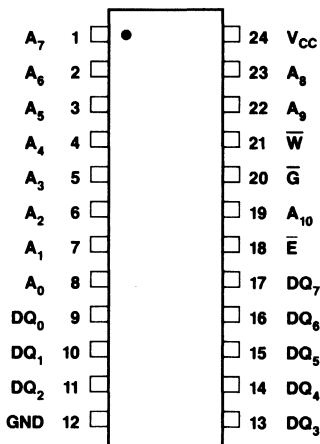 A₇ 1 24 V_CC
A₆ 2 23 A₈
A₅ 3 22 A₉
A₄ 4 21 W̅
A₃ 5 20 G̅
A₂ 6 19 A₁₀
A₁ 7 18 E̅
A₀ 8 17 DQ₇
DQ₀ 9 16 DQ₆
DQ₁ 10 15 DQ₅
DQ₂ 11 14 DQ₄
GND 12 13 DQ₃